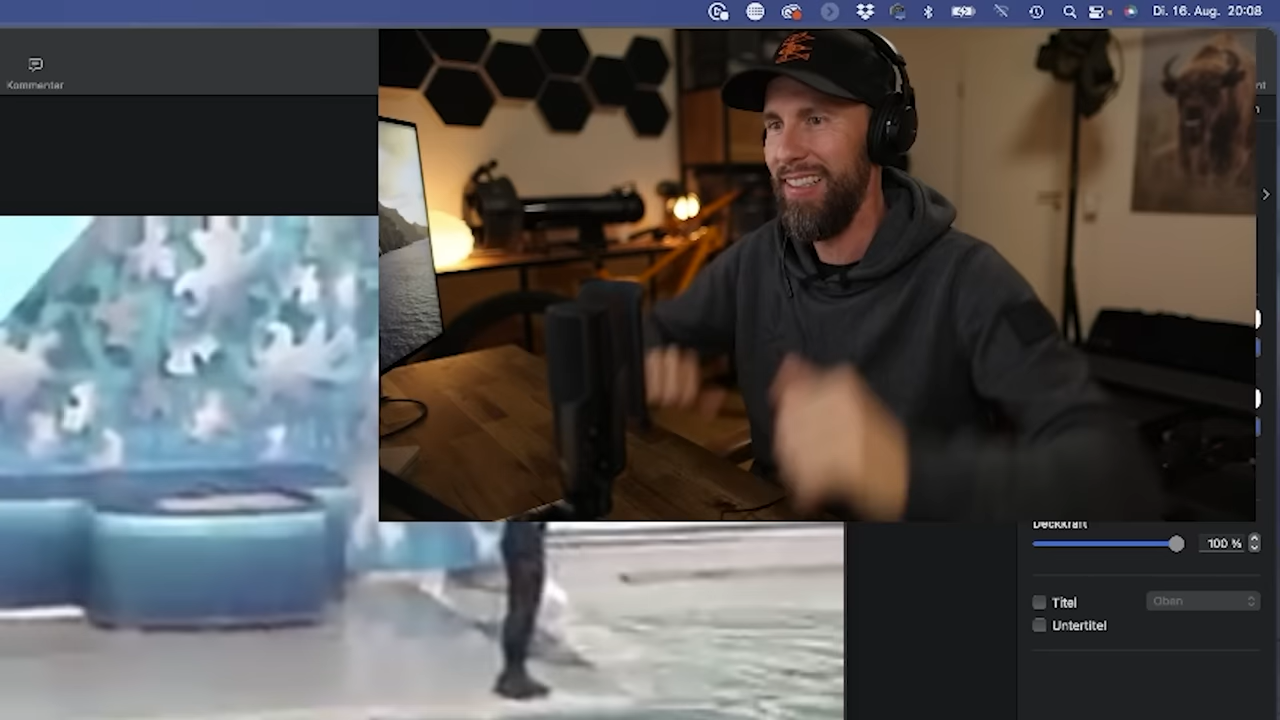 Di. 16. Aug. 20:08
Kommentar
Deckkraft
100 %
Titel
Oben
Untertitel